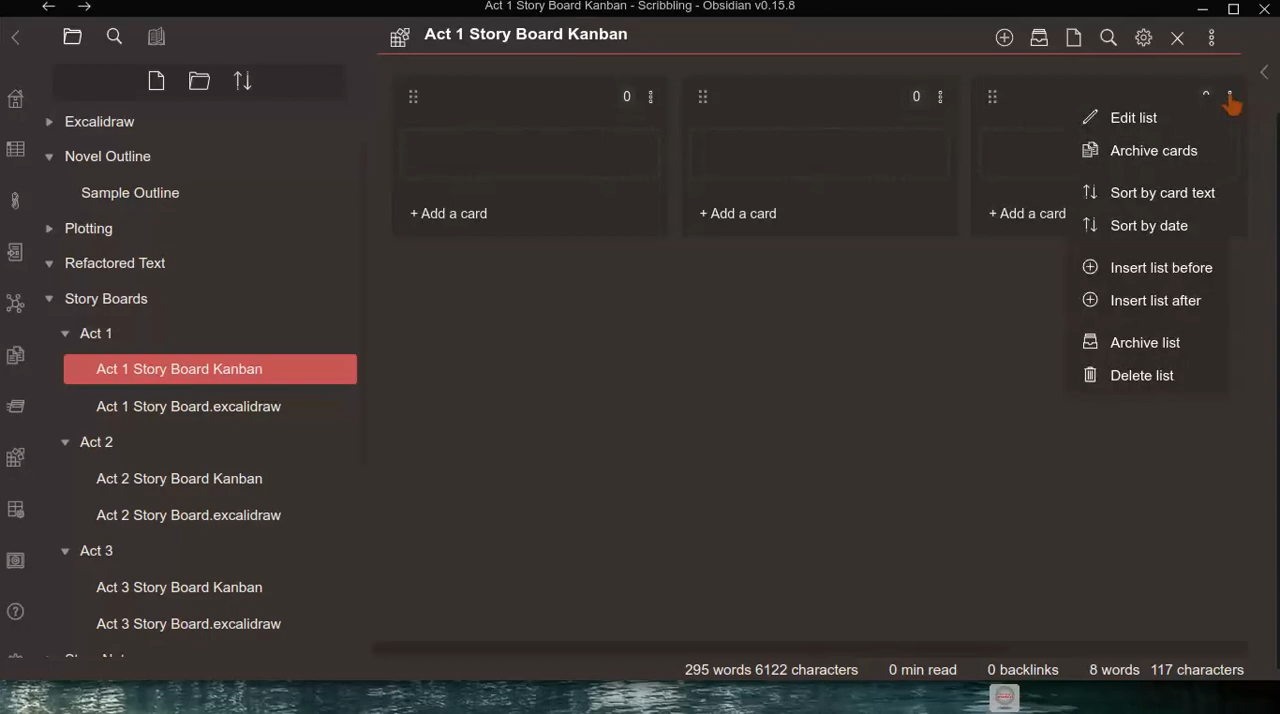 Act 1 Story Board Kanban - Scribbling - Obsidian v0.15.8
Act 1 Story Board Kanban
Excalidraw
Novel Outline
Sample Outline
Plotting
Refactored Text
Story Boards
Act 1
Act 1 Story Board Kanban
Act 1 Story Board.excalidraw
Act 2
Act 2 Story Board Kanban
Act 2 Story Board.excalidraw
Act 3
Act 3 Story Board Kanban
Act 3 Story Board.excalidraw
0
+ Add a card
0
+ Add a card
+ Add a card
Edit list
Archive cards
Sort by card text
Sort by date
Insert list before
Insert list after
Archive list
Delete list
295 words 6122 characters
0 min read
0 backlinks
8 words
117 characters